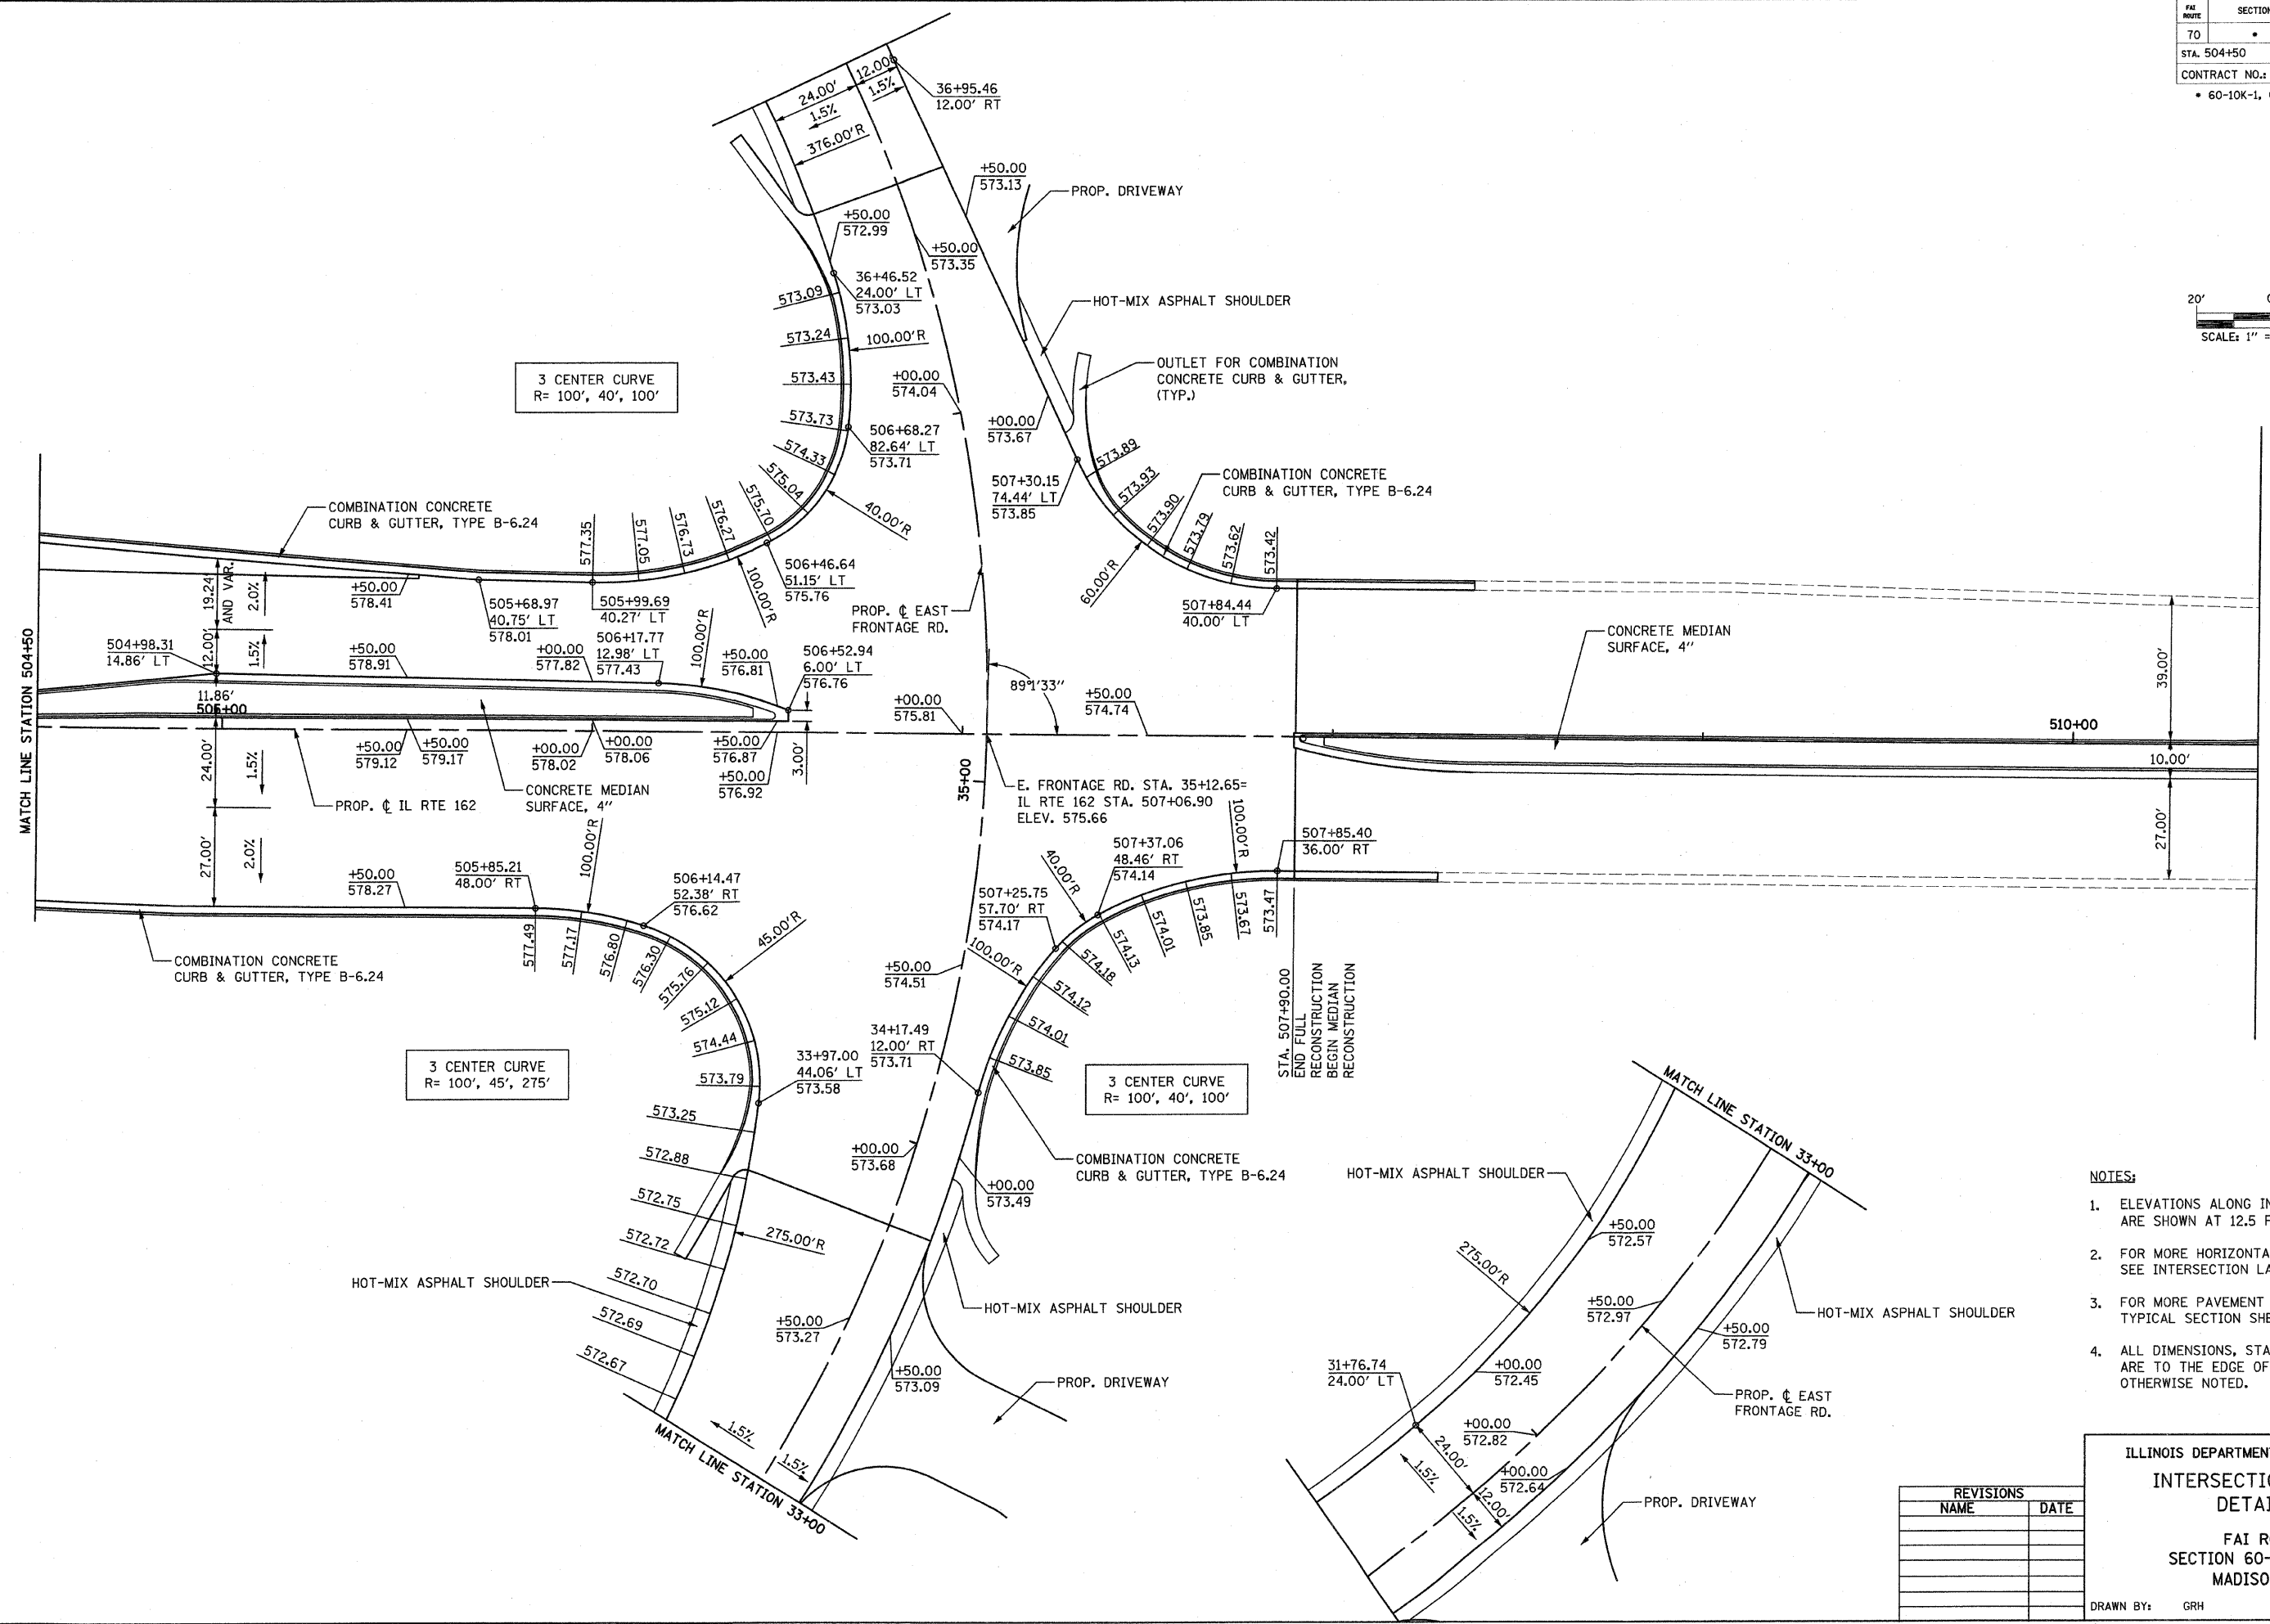 FAI
ROUTE
SECTION
70
•
STA. 504+50
CONTRACT NO.:
• 60-10K-1,
24.00'
12.00'
1.5%
1.5%
376.00'R
36+95.46
12.00' RT
+50.00
573.13
PROP. DRIVEWAY
+50.00
572.99
+50.00
573.35
36+46.52
24.00' LT
573.03
573.09
573.24
100.00'R
573.43
573.73
574.33
575.04
575.70
576.27
576.73
577.05
577.35
HOT-MIX ASPHALT SHOULDER
20'
SCALE: 1" =
3 CENTER CURVE
R= 100', 40', 100'
OUTLET FOR COMBINATION
CONCRETE CURB & GUTTER,
(TYP.)
+00.00
574.04
+00.00
573.67
506+68.27
82.64' LT
573.71
40.00'R
507+30.15
74.44' LT
573.85
573.89
573.93
573.90
573.79
573.62
573.42
COMBINATION CONCRETE
CURB & GUTTER, TYPE B-6.24
COMBINATION CONCRETE
CURB & GUTTER, TYPE B-6.24
60.00'R
506+46.64
51.15' LT
575.76
100.00'R
PROP. ℄ EAST
FRONTAGE RD.
507+84.44
40.00' LT
CONCRETE MEDIAN
SURFACE, 4"
MATCH LINE STATION 504+50
19.24'
AND VAR.
2.0%
12.00'
1.5%
+50.00
578.41
505+68.97
40.75' LT
578.01
505+99.69
40.27' LT
506+17.77
12.98' LT
577.43
100.00'R
504+98.31
14.86' LT
+50.00
578.91
+00.00
577.82
+50.00
576.81
506+52.94
6.00' LT
576.76
89°1'33"
39.00'
11.86'
505+00
+00.00
575.81
+50.00
574.74
510+00
24.00'
1.5%
+50.00
579.12
+50.00
579.17
+00.00
578.02
+00.00
578.06
+50.00
576.87
+50.00
576.92
3.00'
10.00'
PROP. ℄ IL RTE 162
CONCRETE MEDIAN
SURFACE, 4"
35+00
E. FRONTAGE RD. STA. 35+12.65=
IL RTE 162 STA. 507+06.90
ELEV. 575.66
27.00'
2.0%
27.00'
+50.00
578.27
505+85.21
48.00' RT
100.00'R
506+14.47
52.38' RT
576.62
45.00'R
577.49
577.17
576.80
576.30
575.76
575.12
574.44
573.79
573.25
572.88
572.75
572.72
572.70
572.69
572.67
40.00'R
507+37.06
48.46' RT
574.14
100.00'R
507+85.40
36.00' RT
507+25.75
57.70' RT
574.17
100.00'R
573.47
573.67
573.85
574.01
574.13
574.18
574.12
574.01
573.85
COMBINATION CONCRETE
CURB & GUTTER, TYPE B-6.24
+50.00
574.51
STA. 507+90.00
END FULL
RECONSTRUCTION
BEGIN MEDIAN
RECONSTRUCTION
34+17.49
12.00' RT
573.71
3 CENTER CURVE
R= 100', 45', 275'
33+97.00
44.06' LT
573.58
3 CENTER CURVE
R= 100', 40', 100'
+00.00
573.68
+00.00
573.49
COMBINATION CONCRETE
CURB & GUTTER, TYPE B-6.24
275.00'R
HOT-MIX ASPHALT SHOULDER
HOT-MIX ASPHALT SHOULDER
+50.00
573.27
+50.00
573.09
PROP. DRIVEWAY
1.5%
1.5%
MATCH LINE STATION 33+00
MATCH LINE STATION 33+00
HOT-MIX ASPHALT SHOULDER
+50.00
572.57
275.00'R
+50.00
572.97
HOT-MIX ASPHALT SHOULDER
+50.00
572.79
31+76.74
24.00' LT
+00.00
572.45
PROP. ℄ EAST
FRONTAGE RD.
+00.00
572.82
24.00'
1.5%
+00.00
572.64
12.00'
1.5%
PROP. DRIVEWAY
NOTES:
1. ELEVATIONS ALONG
ARE SHOWN AT 12.5
2. FOR MORE
SEE INTERSECTION
3. FOR MORE PAVEMENT
TYPICAL SECTION
4. ALL DIMENSIONS,
ARE TO THE EDGE OF
OTHERWISE NOTED.
REVISIONS
NAME DATE
ILLINOIS
FAI
SECTION 60-
DRAWN BY: GRH